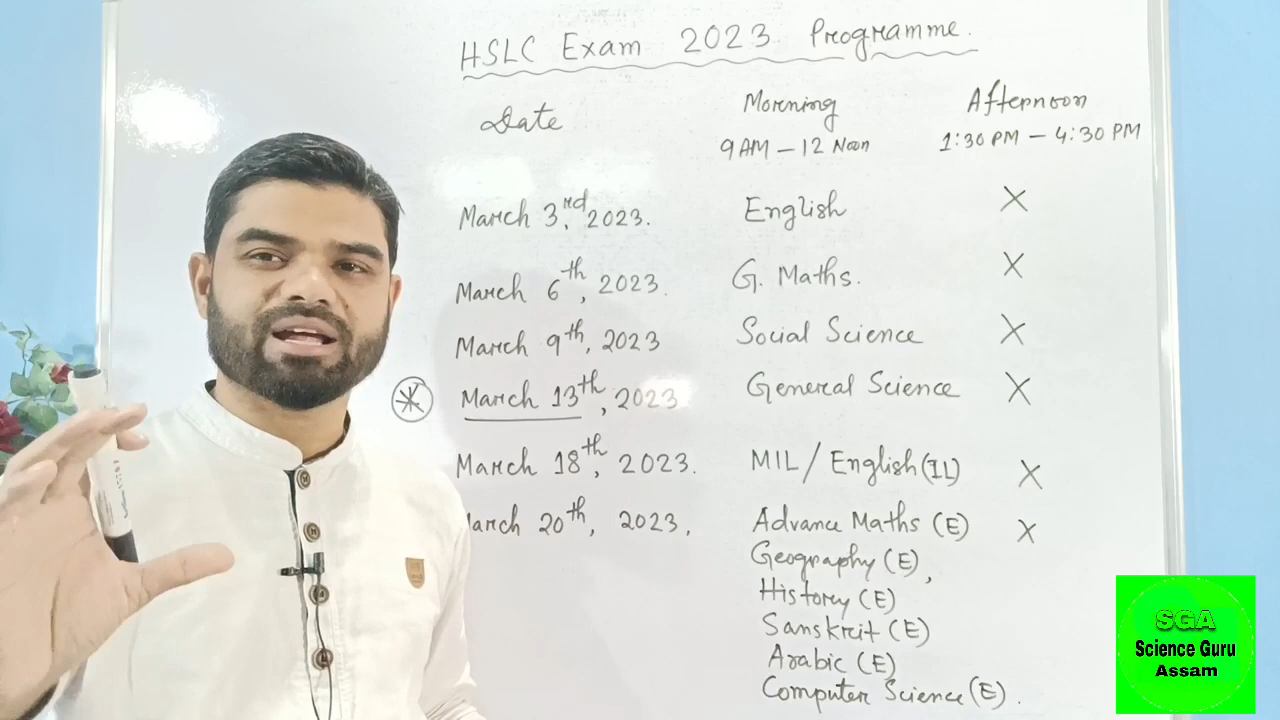 HSLC Exam 2023 Programme.
Date Morning Afternoon
9 AM – 12 Noon 1:30 PM – 4:30 PM
March 3rd, 2023. English X
March 6th, 2023. G. Maths. X
March 9th, 2023 Social Science X
March 13th, 2023 General Science X
March 18th, 2023. MIL / English (IL) X
March 20th, 2023, Advance Maths (E) X
Geography (E),
History (E)
Sanskrit (E)
Arabic (E)
Computer Science (E).
SGA
Science Guru
Assam